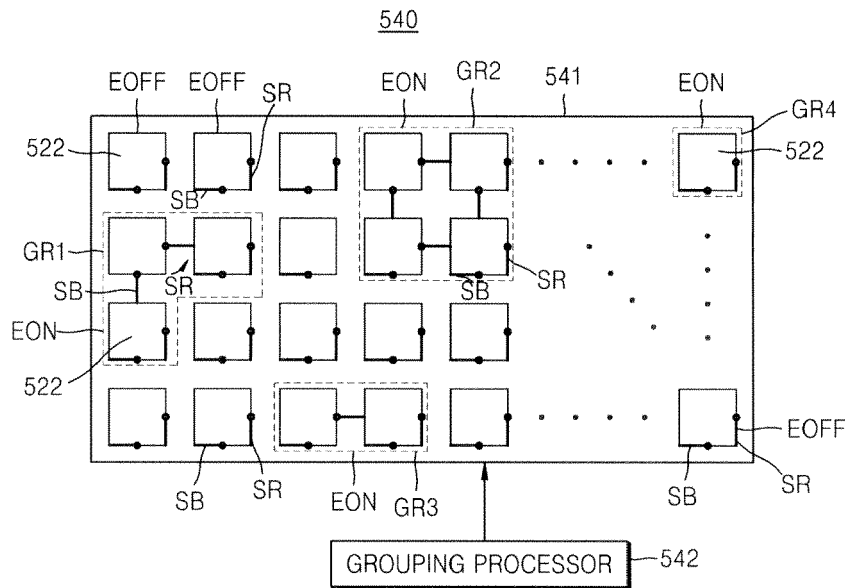 540
EOFF EOFF SR EON GR2 541 EON GR4
522 522
SB
GR1
SR SB SR
SB
EON
522
EOFF
SB SR EON GR3 SB SR
GROUPING PROCESSOR 542